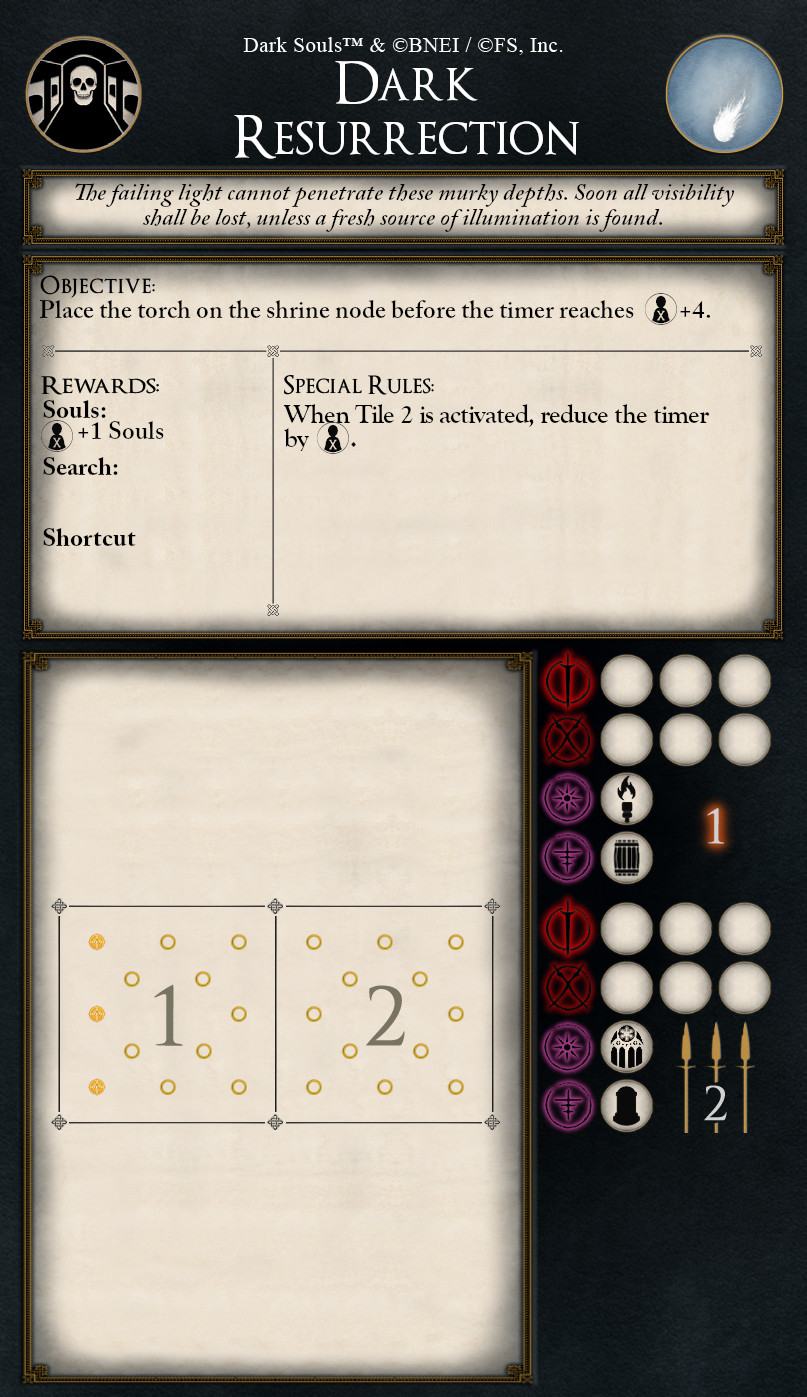 Dark Souls™ & ©BNEI / ©FS, Inc.
Dark
Resurrection
The failing light cannot penetrate these murky depths. Soon all visibility
shall be lost, unless a fresh source of illumination is found.
Objective:
Place the torch on the shrine node before the timer reaches X+4.
Rewards:
Souls:
X +1 Souls
Search:
Shortcut
Special Rules:
When Tile 2 is activated, reduce the timer
by X.
1
2
1
2